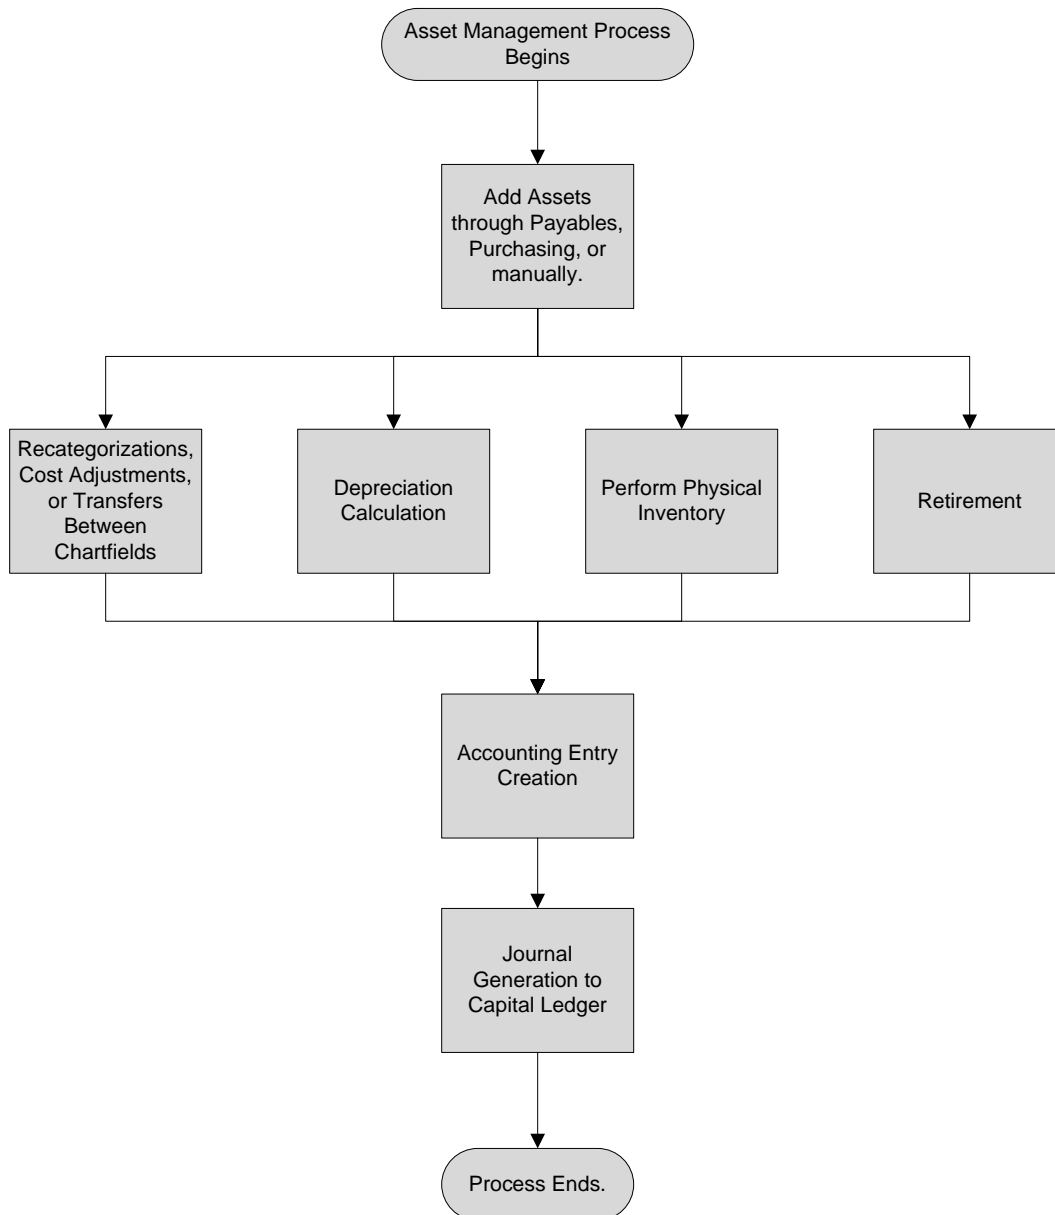 Asset Management Process
Begins
Add Assets
through Payables,
Purchasing, or
manually.
Recategorizations,
Cost Adjustments,
or Transfers
Between
Chartfields
Depreciation
Calculation
Perform Physical
Inventory
Retirement
Accounting Entry
Creation
Journal
Generation to
Capital Ledger
Process Ends.